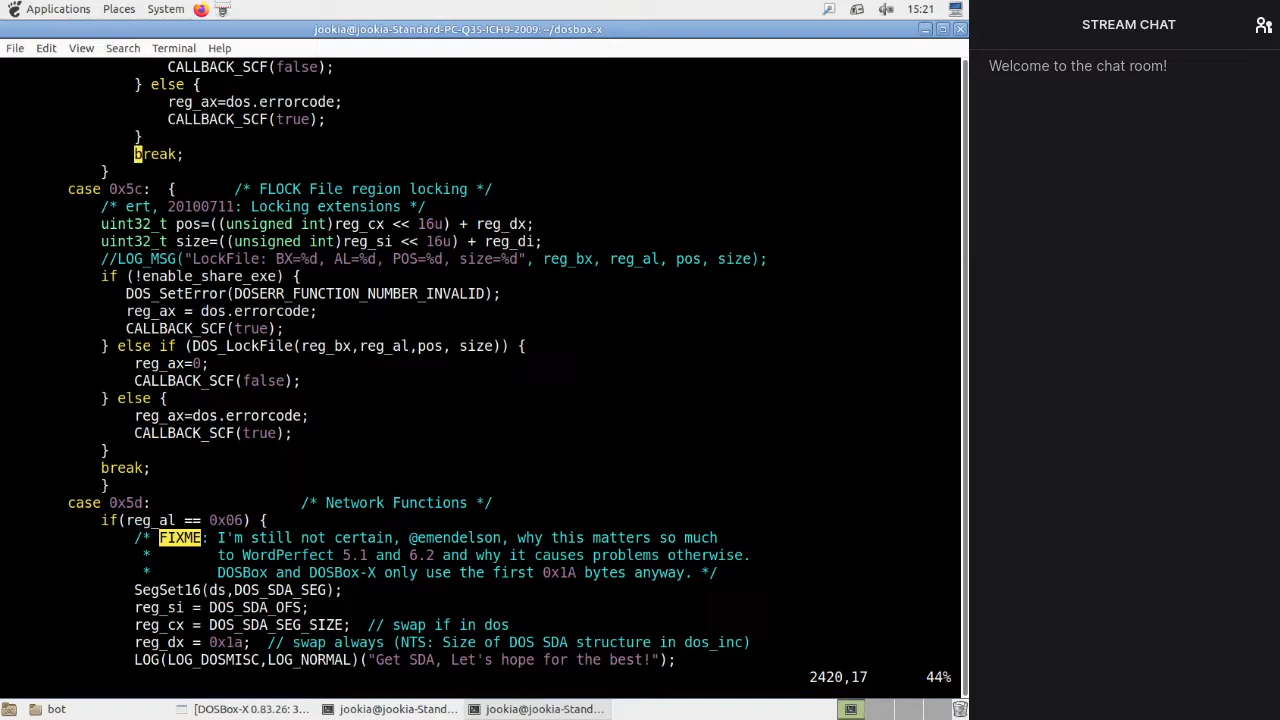 Applications Places System 15:21
jookia@jookia-Standard-PC-Q35-ICH9-2009: ~/dosbox-x
File Edit View Search Terminal Help
CALLBACK_SCF(false);
} else {
reg_ax=dos.errorcode;
CALLBACK_SCF(true);
}
break;
}
case 0x5c: { /* FLOCK File region locking */
/* ert, 20100711: Locking extensions */
uint32_t pos=((unsigned int)reg_cx << 16u) + reg_dx;
uint32_t size=((unsigned int)reg_si << 16u) + reg_di;
//LOG_MSG("LockFile: BX=%d, AL=%d, POS=%d, size=%d", reg_bx, reg_al, pos, size);
if (!enable_share_exe) {
DOS_SetError(DOSERR_FUNCTION_NUMBER_INVALID);
reg_ax = dos.errorcode;
CALLBACK_SCF(true);
} else if (DOS_LockFile(reg_bx,reg_al,pos, size)) {
reg_ax=0;
CALLBACK_SCF(false);
} else {
reg_ax=dos.errorcode;
CALLBACK_SCF(true);
}
break;
}
case 0x5d: /* Network Functions */
if(reg_al == 0x06) {
/* FIXME: I'm still not certain, @emendelson, why this matters so much
* to WordPerfect 5.1 and 6.2 and why it causes problems otherwise.
* DOSBox and DOSBox-X only use the first 0x1A bytes anyway. */
SegSet16(ds,DOS_SDA_SEG);
reg_si = DOS_SDA_OFS;
reg_cx = DOS_SDA_SEG_SIZE; // swap if in dos
reg_dx = 0x1a; // swap always (NTS: Size of DOS SDA structure in dos_inc)
LOG(LOG_DOSMISC,LOG_NORMAL)("Get SDA, Let's hope for the best!");
2420,17 44%
bot [DOSBox-X 0.83.26: 3... jookia@jookia-Stand... jookia@jookia-Stand...
STREAM CHAT
Welcome to the chat room!